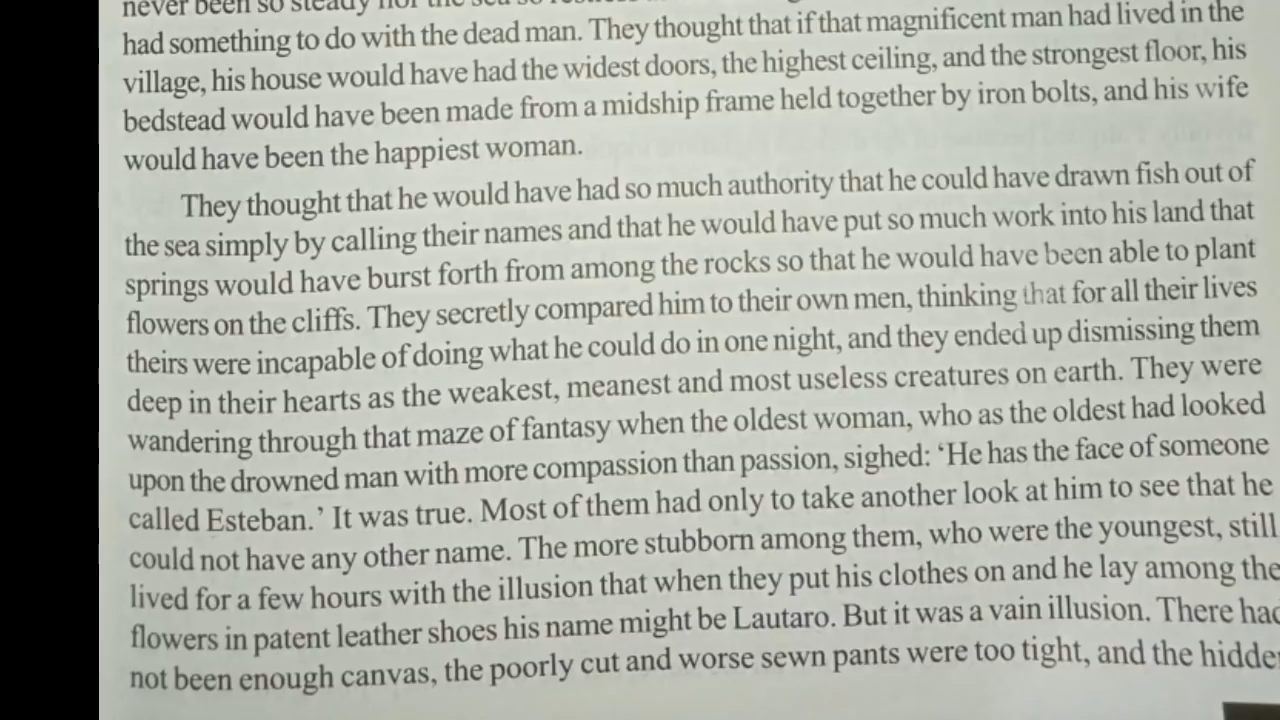 never been so steady nor the sea so
had something to do with the dead man. They thought that if that magnificent man had lived in the
village, his house would have had the widest doors, the highest ceiling, and the strongest floor, his
bedstead would have been made from a midship frame held together by iron bolts, and his wife
would have been the happiest woman.
They thought that he would have had so much authority that he could have drawn fish out of
the sea simply by calling their names and that he would have put so much work into his land that
springs would have burst forth from among the rocks so that he would have been able to plant
flowers on the cliffs. They secretly compared him to their own men, thinking that for all their lives
theirs were incapable of doing what he could do in one night, and they ended up dismissing them
deep in their hearts as the weakest, meanest and most useless creatures on earth. They were
wandering through that maze of fantasy when the oldest woman, who as the oldest had looked
upon the drowned man with more compassion than passion, sighed: ‘He has the face of someone
called Esteban.’ It was true. Most of them had only to take another look at him to see that he
could not have any other name. The more stubborn among them, who were the youngest, still
lived for a few hours with the illusion that when they put his clothes on and he lay among the
flowers in patent leather shoes his name might be Lautaro. But it was a vain illusion. There had
not been enough canvas, the poorly cut and worse sewn pants were too tight, and the hidde